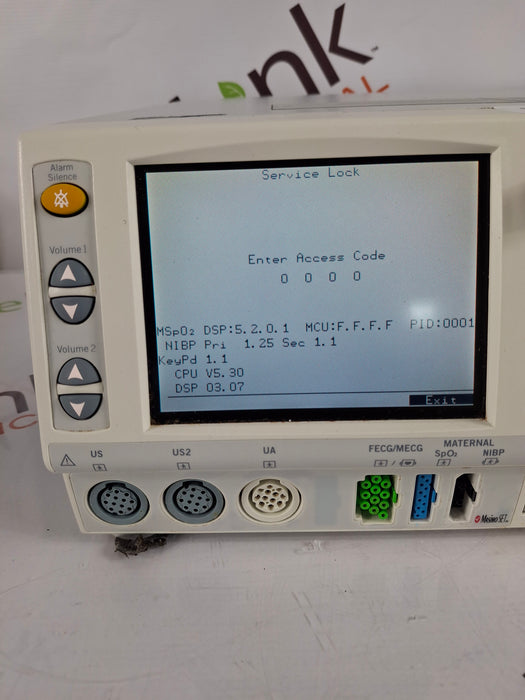 Alarm
Silence
Service Lock
Volume 1
Enter Access Code
0 0 0 0
MSpO₂ DSP:5.2.0.1 MCU:F.F.F.F PID:0001
NIBP Pri 1.25 Sec 1.1
KeyPd 1.1
CPU V5.30
DSP 03.07
Volume 2
Exit
US
US2
UA
FECG/MECG
MATERNAL
SpO₂
NIBP
Masimo SET